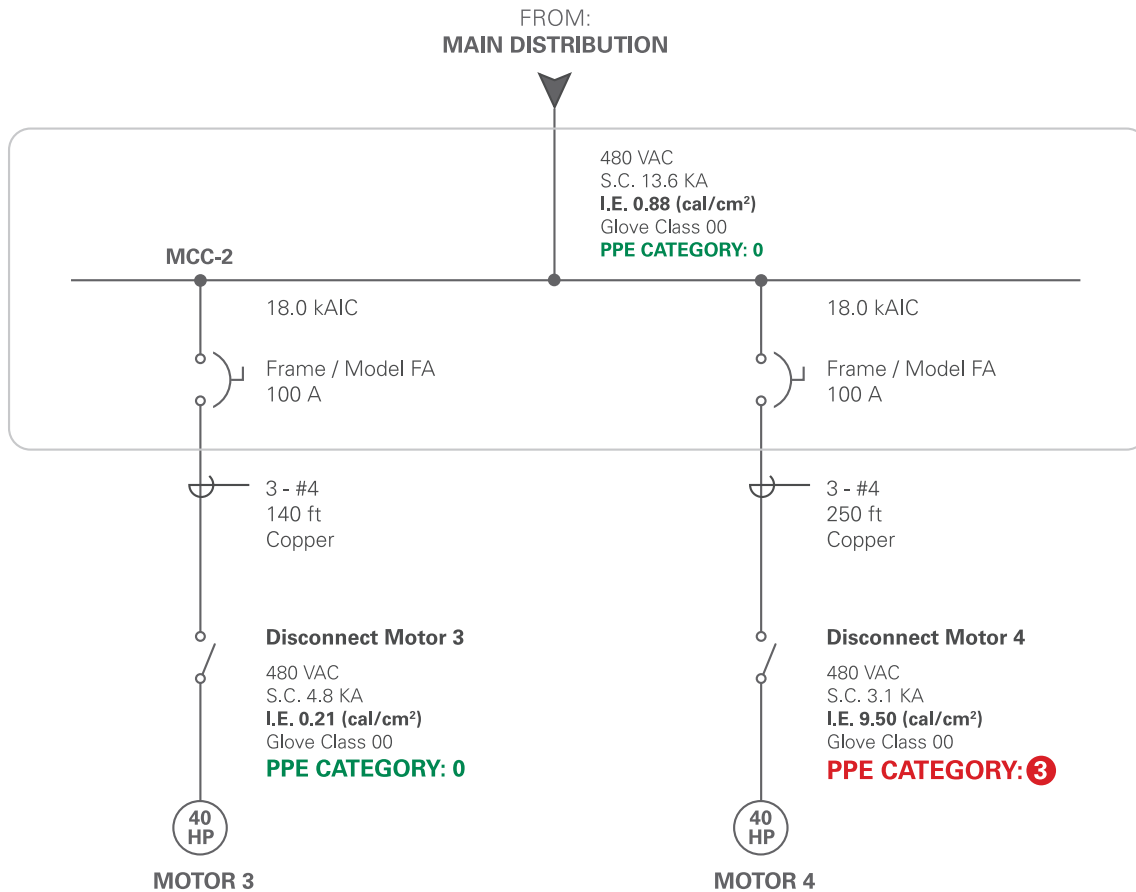 FROM:
MAIN DISTRIBUTION
480 VAC
S.C. 13.6 KA
I.E. 0.88 (cal/cm²)
Glove Class 00
PPE CATEGORY: 0
MCC-2
18.0 kAIC
Frame / Model FA
100 A
18.0 kAIC
Frame / Model FA
100 A
3 - #4
140 ft
Copper
3 - #4
250 ft
Copper
Disconnect Motor 3
480 VAC
S.C. 4.8 KA
I.E. 0.21 (cal/cm²)
Glove Class 00
PPE CATEGORY: 0
Disconnect Motor 4
480 VAC
S.C. 3.1 KA
I.E. 9.50 (cal/cm²)
Glove Class 00
PPE CATEGORY: 3
40
HP
MOTOR 3
40
HP
MOTOR 4